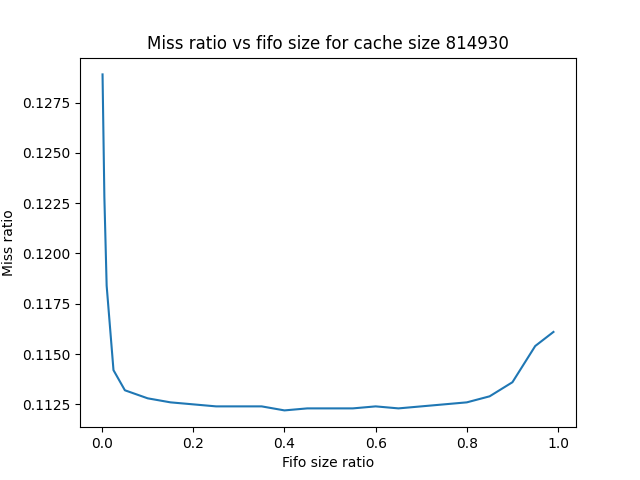 Miss ratio vs fifo size for cache size 814930
0.1275
0.1250
0.1225
0.1200
0.1175
0.1150
0.1125
Miss ratio
0.0 0.2 0.4 0.6 0.8 1.0
Fifo size ratio